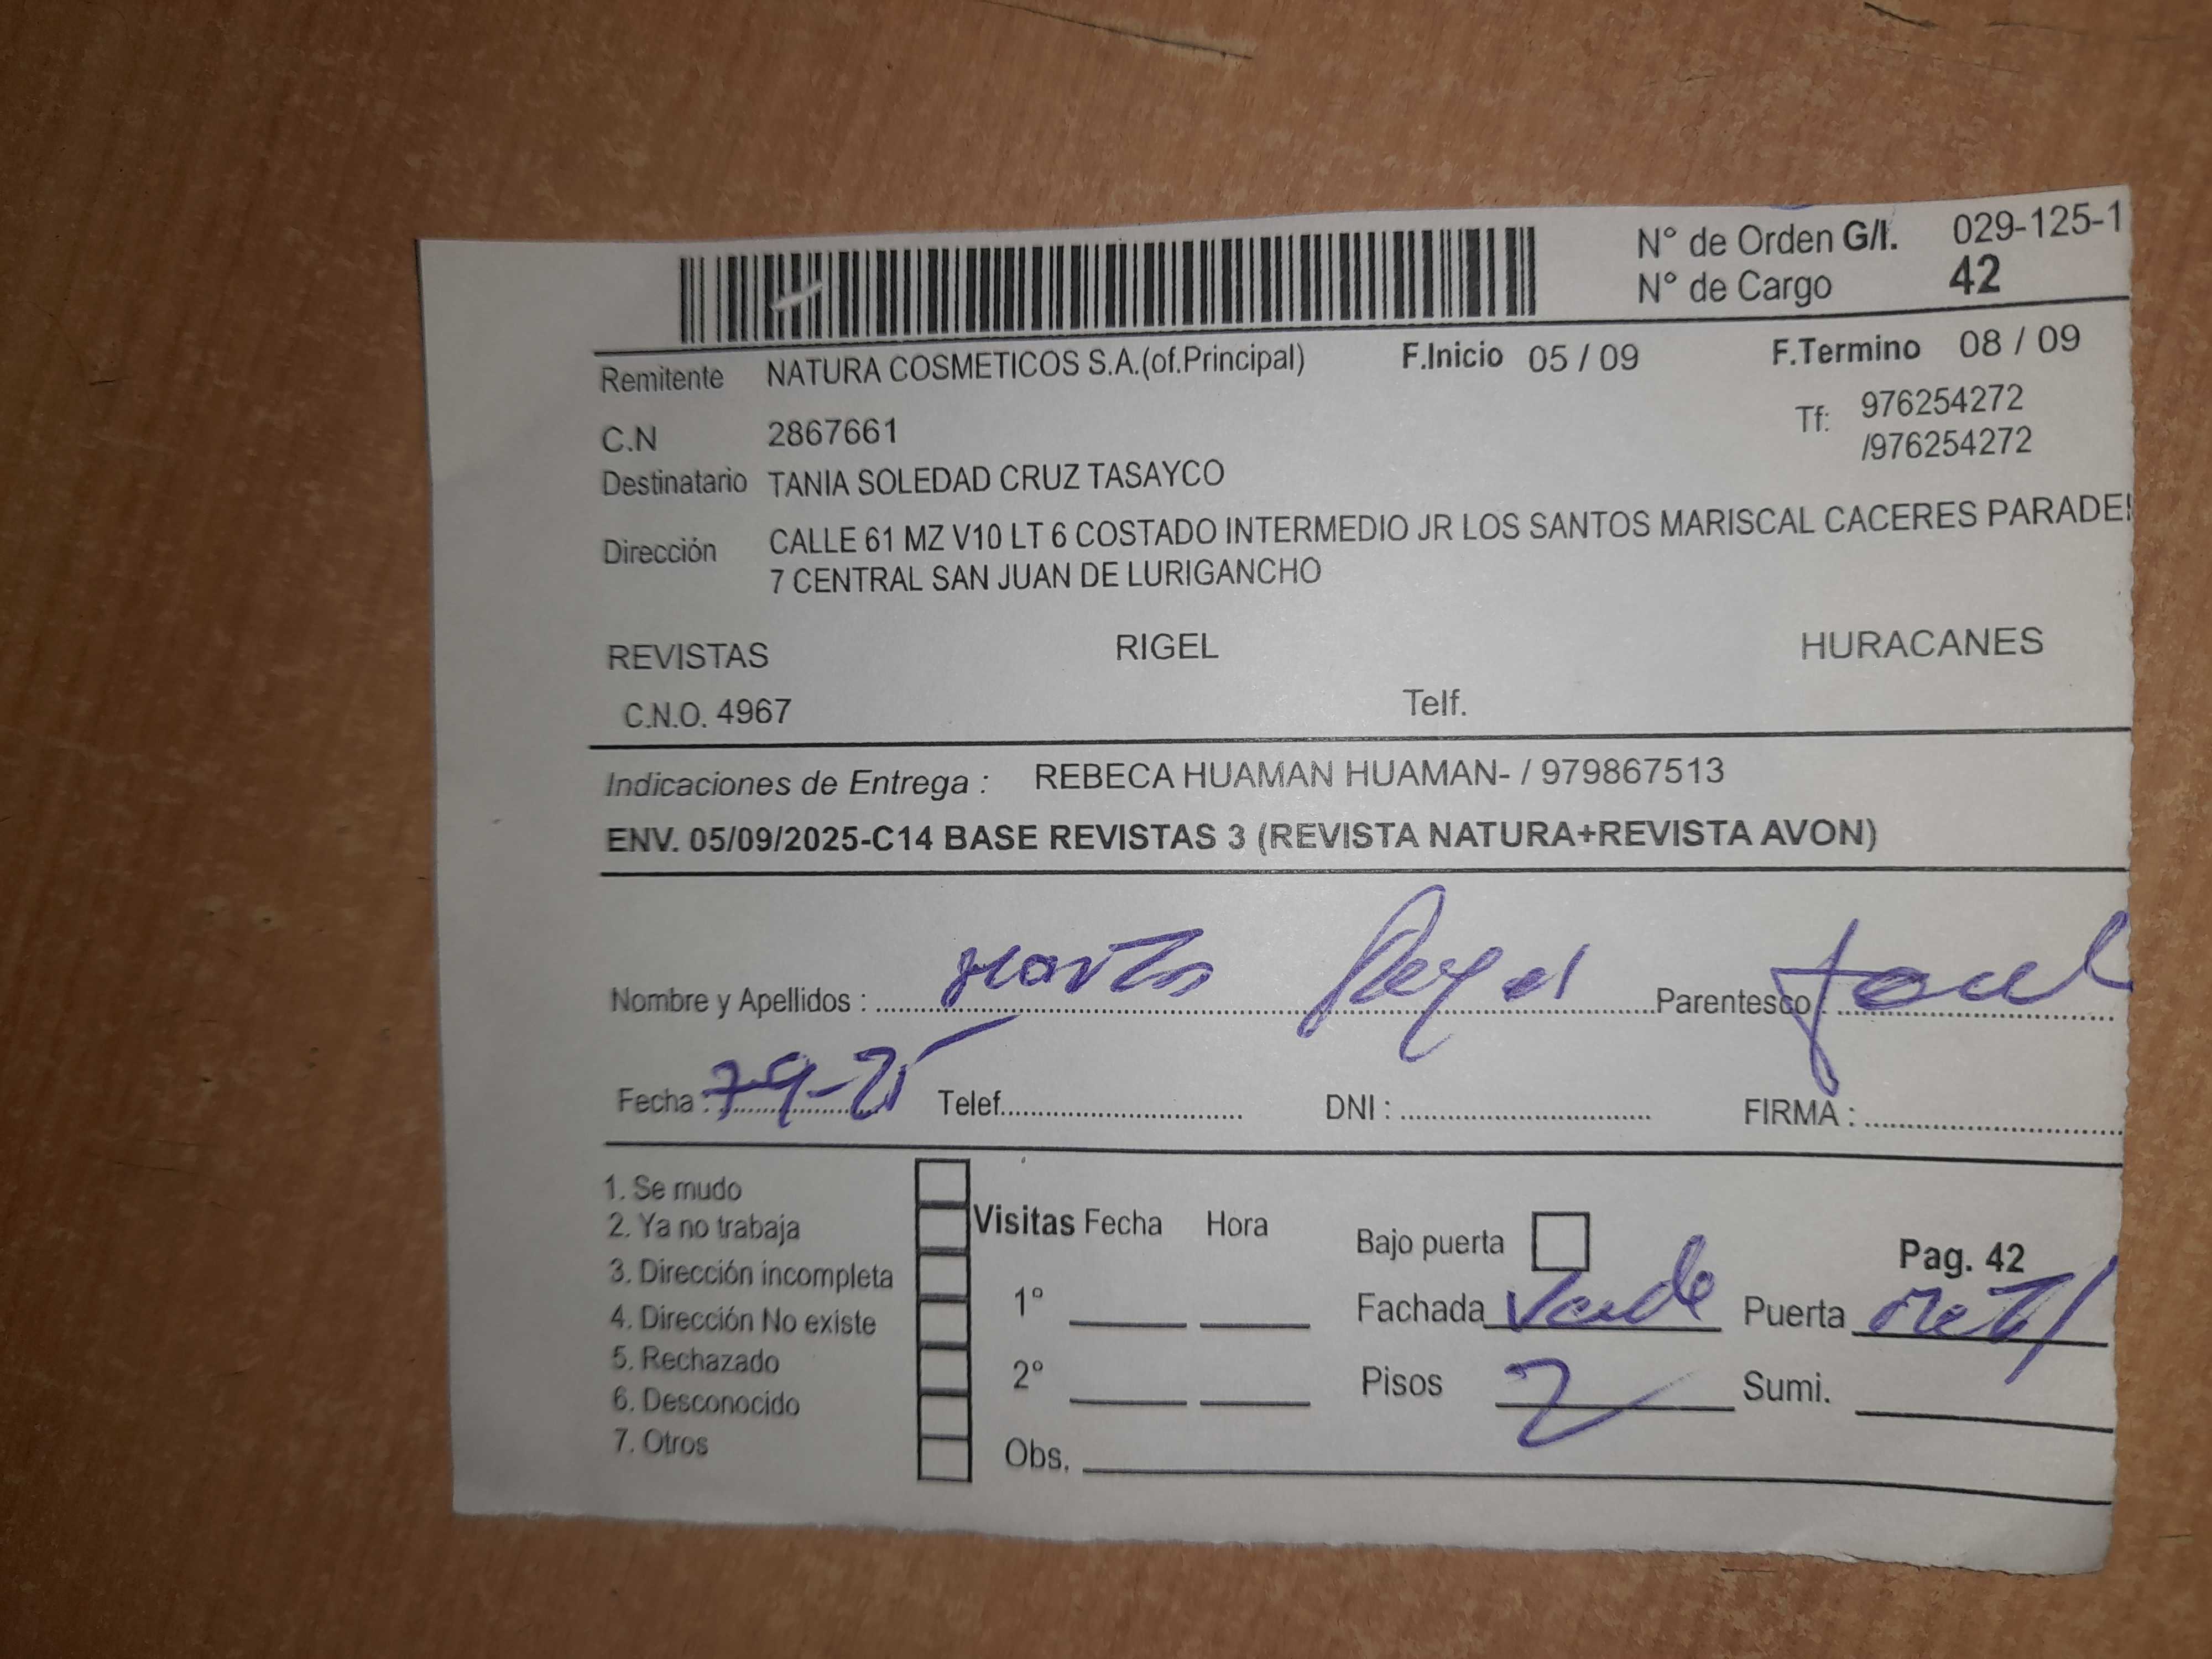 N° de Orden G/I. 029-125-1
N° de Cargo 42
Remitente NATURA COSMETICOS S.A.(of.Principal) F.Inicio 05 / 09 F.Termino 08 / 09
C.N 2867661 Tf: 976254272
/976254272
Destinatario TANIA SOLEDAD CRUZ TASAYCO
Dirección CALLE 61 MZ V10 LT 6 COSTADO INTERMEDIO JR LOS SANTOS MARISCAL CACERES
7 CENTRAL SAN JUAN DE LURIGANCHO
REVISTAS RIGEL HURACANES
C.N.O. 4967 Telf.
Indicaciones de Entrega : REBECA HUAMAN HUAMAN- / 979867513
ENV. 05/09/2025-C14 BASE REVISTAS 3 (REVISTA NATURA+REVISTA AVON)
Nombre y Apellidos : Parentesco :
Fecha : 7-9-25 Telef. DNI : FIRMA :
1. Se mudo
2. Ya no trabaja
3. Dirección incompleta
4. Dirección No existe
5. Rechazado
6. Desconocido
7. Otros
Visitas Fecha Hora
1°
2°
Obs.
Bajo puerta Pag. 42
Fachada Verde Puerta Metal
Pisos 2 Sumi.